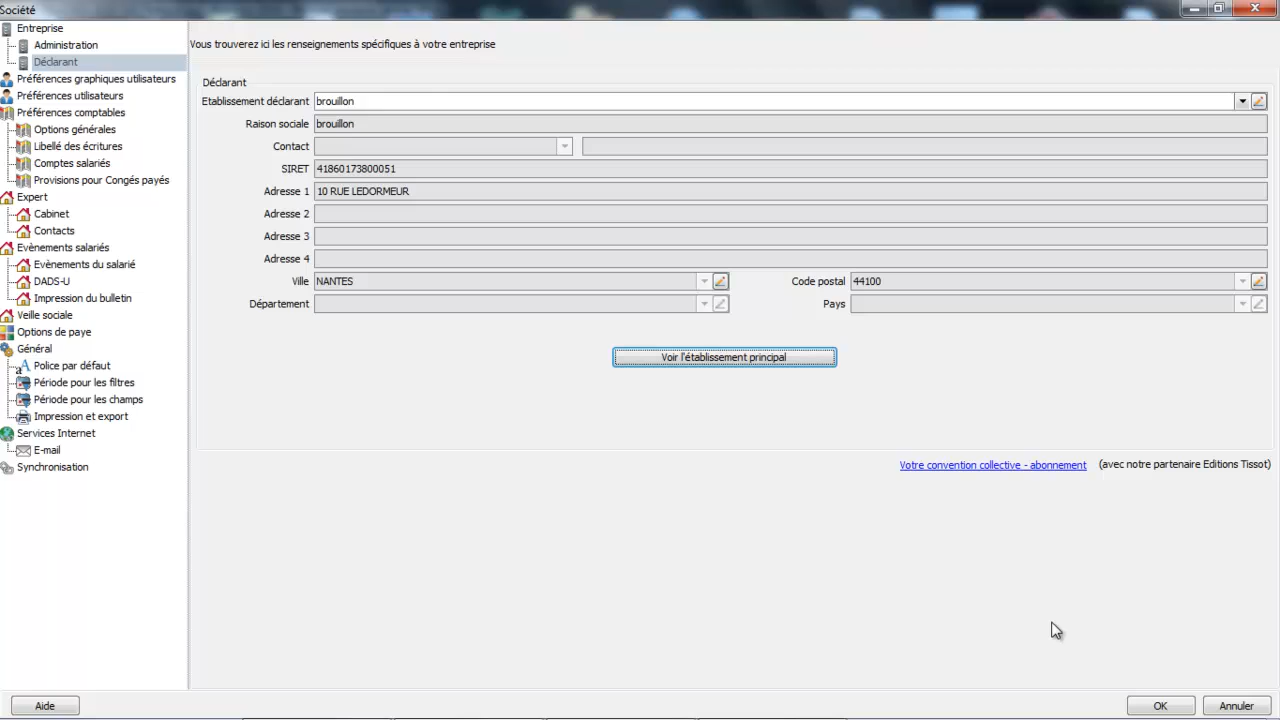 Société
Entreprise
Administration
Déclarant
Préférences graphiques utilisateurs
Préférences utilisateurs
Préférences comptables
Options générales
Libellé des écritures
Comptes salariés
Provisions pour Congés payés
Expert
Cabinet
Contacts
Evènements salariés
Evènements du salarié
DADS-U
Impression du bulletin
Veille sociale
Options de paye
Général
Police par défaut
Période pour les filtres
Période pour les champs
Impression et export
Services Internet
E-mail
Synchronisation
Vous trouverez ici les renseignements spécifiques à votre entreprise
Déclarant
Etablissement déclarant brouillon
Raison sociale brouillon
Contact
SIRET 41860173800051
Adresse 1 10 RUE LEDORMEUR
Adresse 2
Adresse 3
Adresse 4
Ville NANTES Code postal 44100
Département Pays
Voir l'établissement principal
Votre convention collective - abonnement (avec notre partenaire Editions Tissot)
Aide OK Annuler